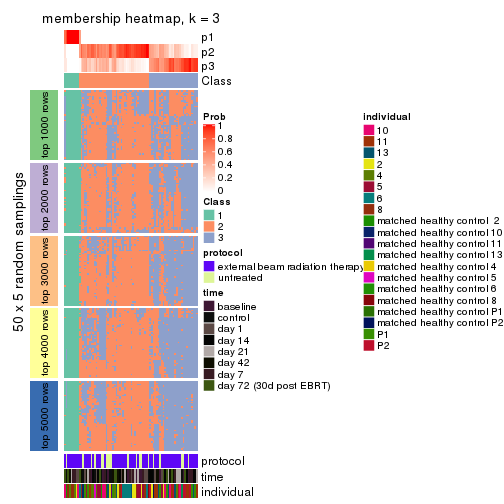 membership heatmap, k = 3
p1
p2
p3
Class
50 x 5 random samplings
top 1000 rows
top 2000 rows
top 3000 rows
top 4000 rows
top 5000 rows
protocol
time
individual
Prob
1
0.8
0.6
0.4
0.2
0
Class
1
2
3
protocol
external beam radiation therapy
untreated
time
baseline
control
day 1
day 14
day 21
day 42
day 7
day 72 (30d post EBRT)
individual
10
11
13
2
4
5
6
8
matched healthy control 2
matched healthy control 10
matched healthy control 11
matched healthy control 13
matched healthy control 4
matched healthy control 5
matched healthy control 6
matched healthy control 8
matched healthy control P1
matched healthy control P2
P1
P2